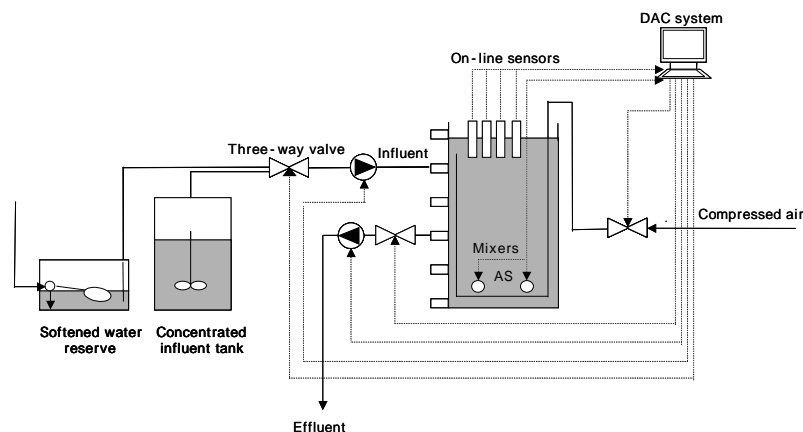 DAC system
On-line sensors
Three-way valve
Influent
Compressed air
Mixers
AS
Softened water
reserve
Concentrated
influent tank
Effluent